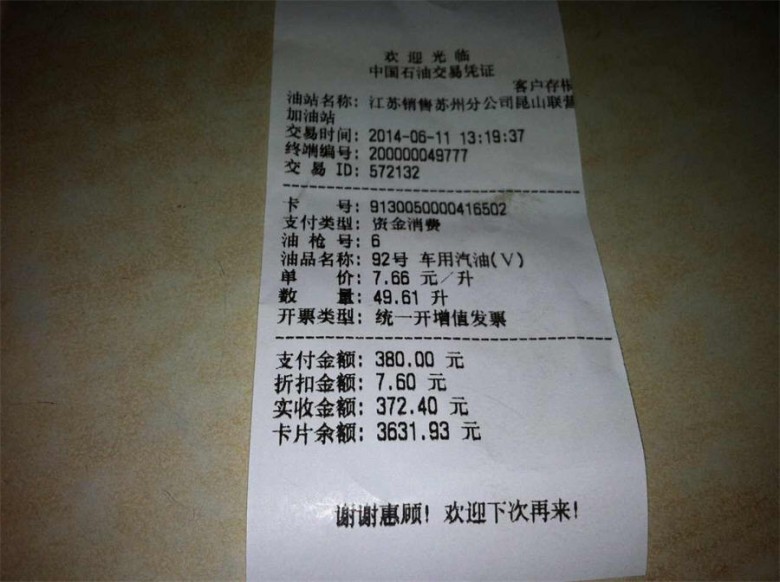 欢迎光临
中国石油交易凭证
客户存根
油站名称: 江苏销售苏州分公司昆山联营
加油站
交易时间: 2014-06-11 13:19:37
终端编号: 200000049777
交易 ID: 572132
卡 号: 9130050000416502
支付类型: 资金消费
油 枪 号: 6
油品名称: 92号 车用汽油(V)
单 价: 7.66 元/升
数 量: 49.61 升
开票类型: 统一开增值发票
支付金额: 380.00 元
折扣金额: 7.60 元
实收金额: 372.40 元
卡片余额: 3631.93 元
谢谢惠顾! 欢迎下次再来!